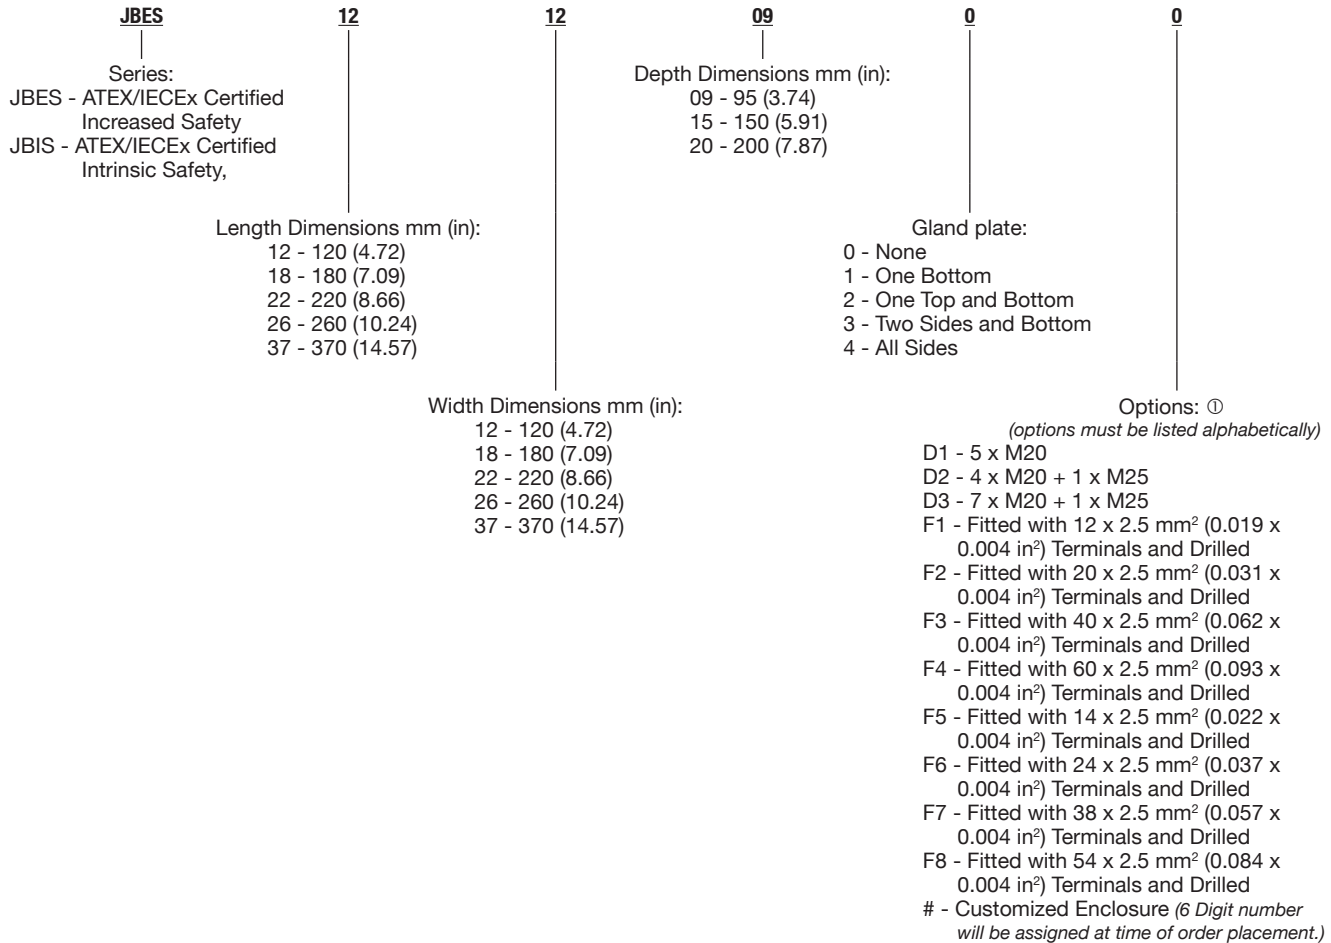 JBES 12 12 09 0 0
Series:
JBES - ATEX/IECEx Certified
Increased Safety
JBIS - ATEX/IECEx Certified
Intrinsic Safety,
Length Dimensions mm (in):
12 - 120 (4.72)
18 - 180 (7.09)
22 - 220 (8.66)
26 - 260 (10.24)
37 - 370 (14.57)
Width Dimensions mm (in):
12 - 120 (4.72)
18 - 180 (7.09)
22 - 220 (8.66)
26 - 260 (10.24)
37 - 370 (14.57)
Depth Dimensions mm (in):
09 - 95 (3.74)
15 - 150 (5.91)
20 - 200 (7.87)
Gland plate:
0 - None
1 - One Bottom
2 - One Top and Bottom
3 - Two Sides and Bottom
4 - All Sides
Options: ①
(options must be listed alphabetically)
D1 - 5 x M20
D2 - 4 x M20 + 1 x M25
D3 - 7 x M20 + 1 x M25
F1 - Fitted with 12 x 2.5 mm² (0.019 x
0.004 in²) Terminals and Drilled
F2 - Fitted with 20 x 2.5 mm² (0.031 x
0.004 in²) Terminals and Drilled
F3 - Fitted with 40 x 2.5 mm² (0.062 x
0.004 in²) Terminals and Drilled
F4 - Fitted with 60 x 2.5 mm² (0.093 x
0.004 in²) Terminals and Drilled
F5 - Fitted with 14 x 2.5 mm² (0.022 x
0.004 in²) Terminals and Drilled
F6 - Fitted with 24 x 2.5 mm² (0.037 x
0.004 in²) Terminals and Drilled
F7 - Fitted with 38 x 2.5 mm² (0.057 x
0.004 in²) Terminals and Drilled
F8 - Fitted with 54 x 2.5 mm² (0.084 x
0.004 in²) Terminals and Drilled
# - Customized Enclosure (6 Digit number
will be assigned at time of order placement.)